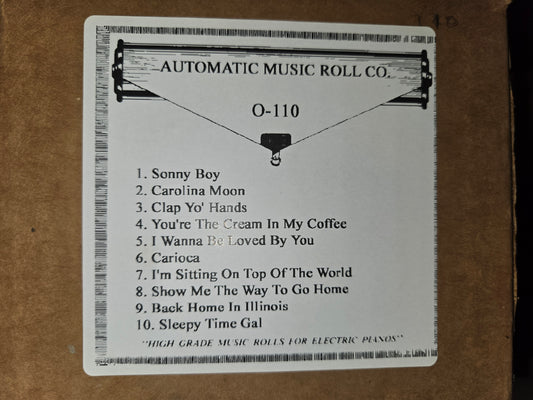 AUTOMATIC MUSIC ROLL CO.
O-110
1. Sonny Boy
2. Carolina Moon
3. Clap Yo' Hands
4. You're The Cream In My Coffee
5. I Wanna Be Loved By You
6. Carioca
7. I'm Sitting On Top Of The World
8. Show Me The Way To Go Home
9. Back Home In Illinois
10. Sleepy Time Gal
"HIGH GRADE MUSIC ROLLS FOR ELECTRIC PIANOS"